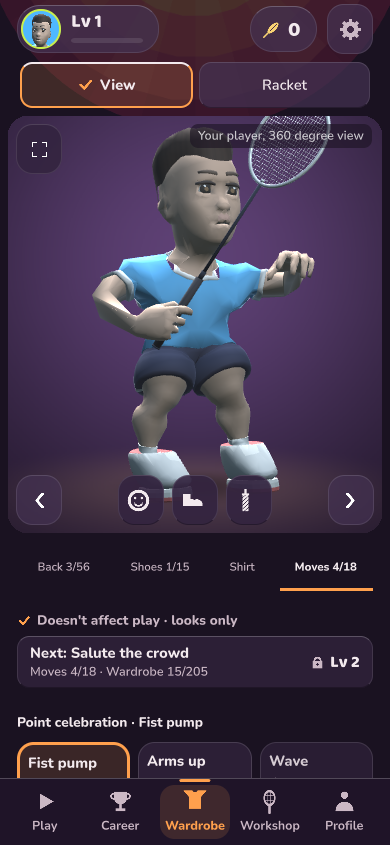 Lv 1
0
View
Racket
Your player, 360 degree view
Back 3/56
Shoes 1/15
Shirt
Moves 4/18
Doesn't affect play · looks only
Next: Salute the crowd
Moves 4/18 · Wardrobe 15/205
Lv 2
Point celebration · Fist pump
Fist pump
Arms up
Wave
Play
Career
Wardrobe
Workshop
Profile